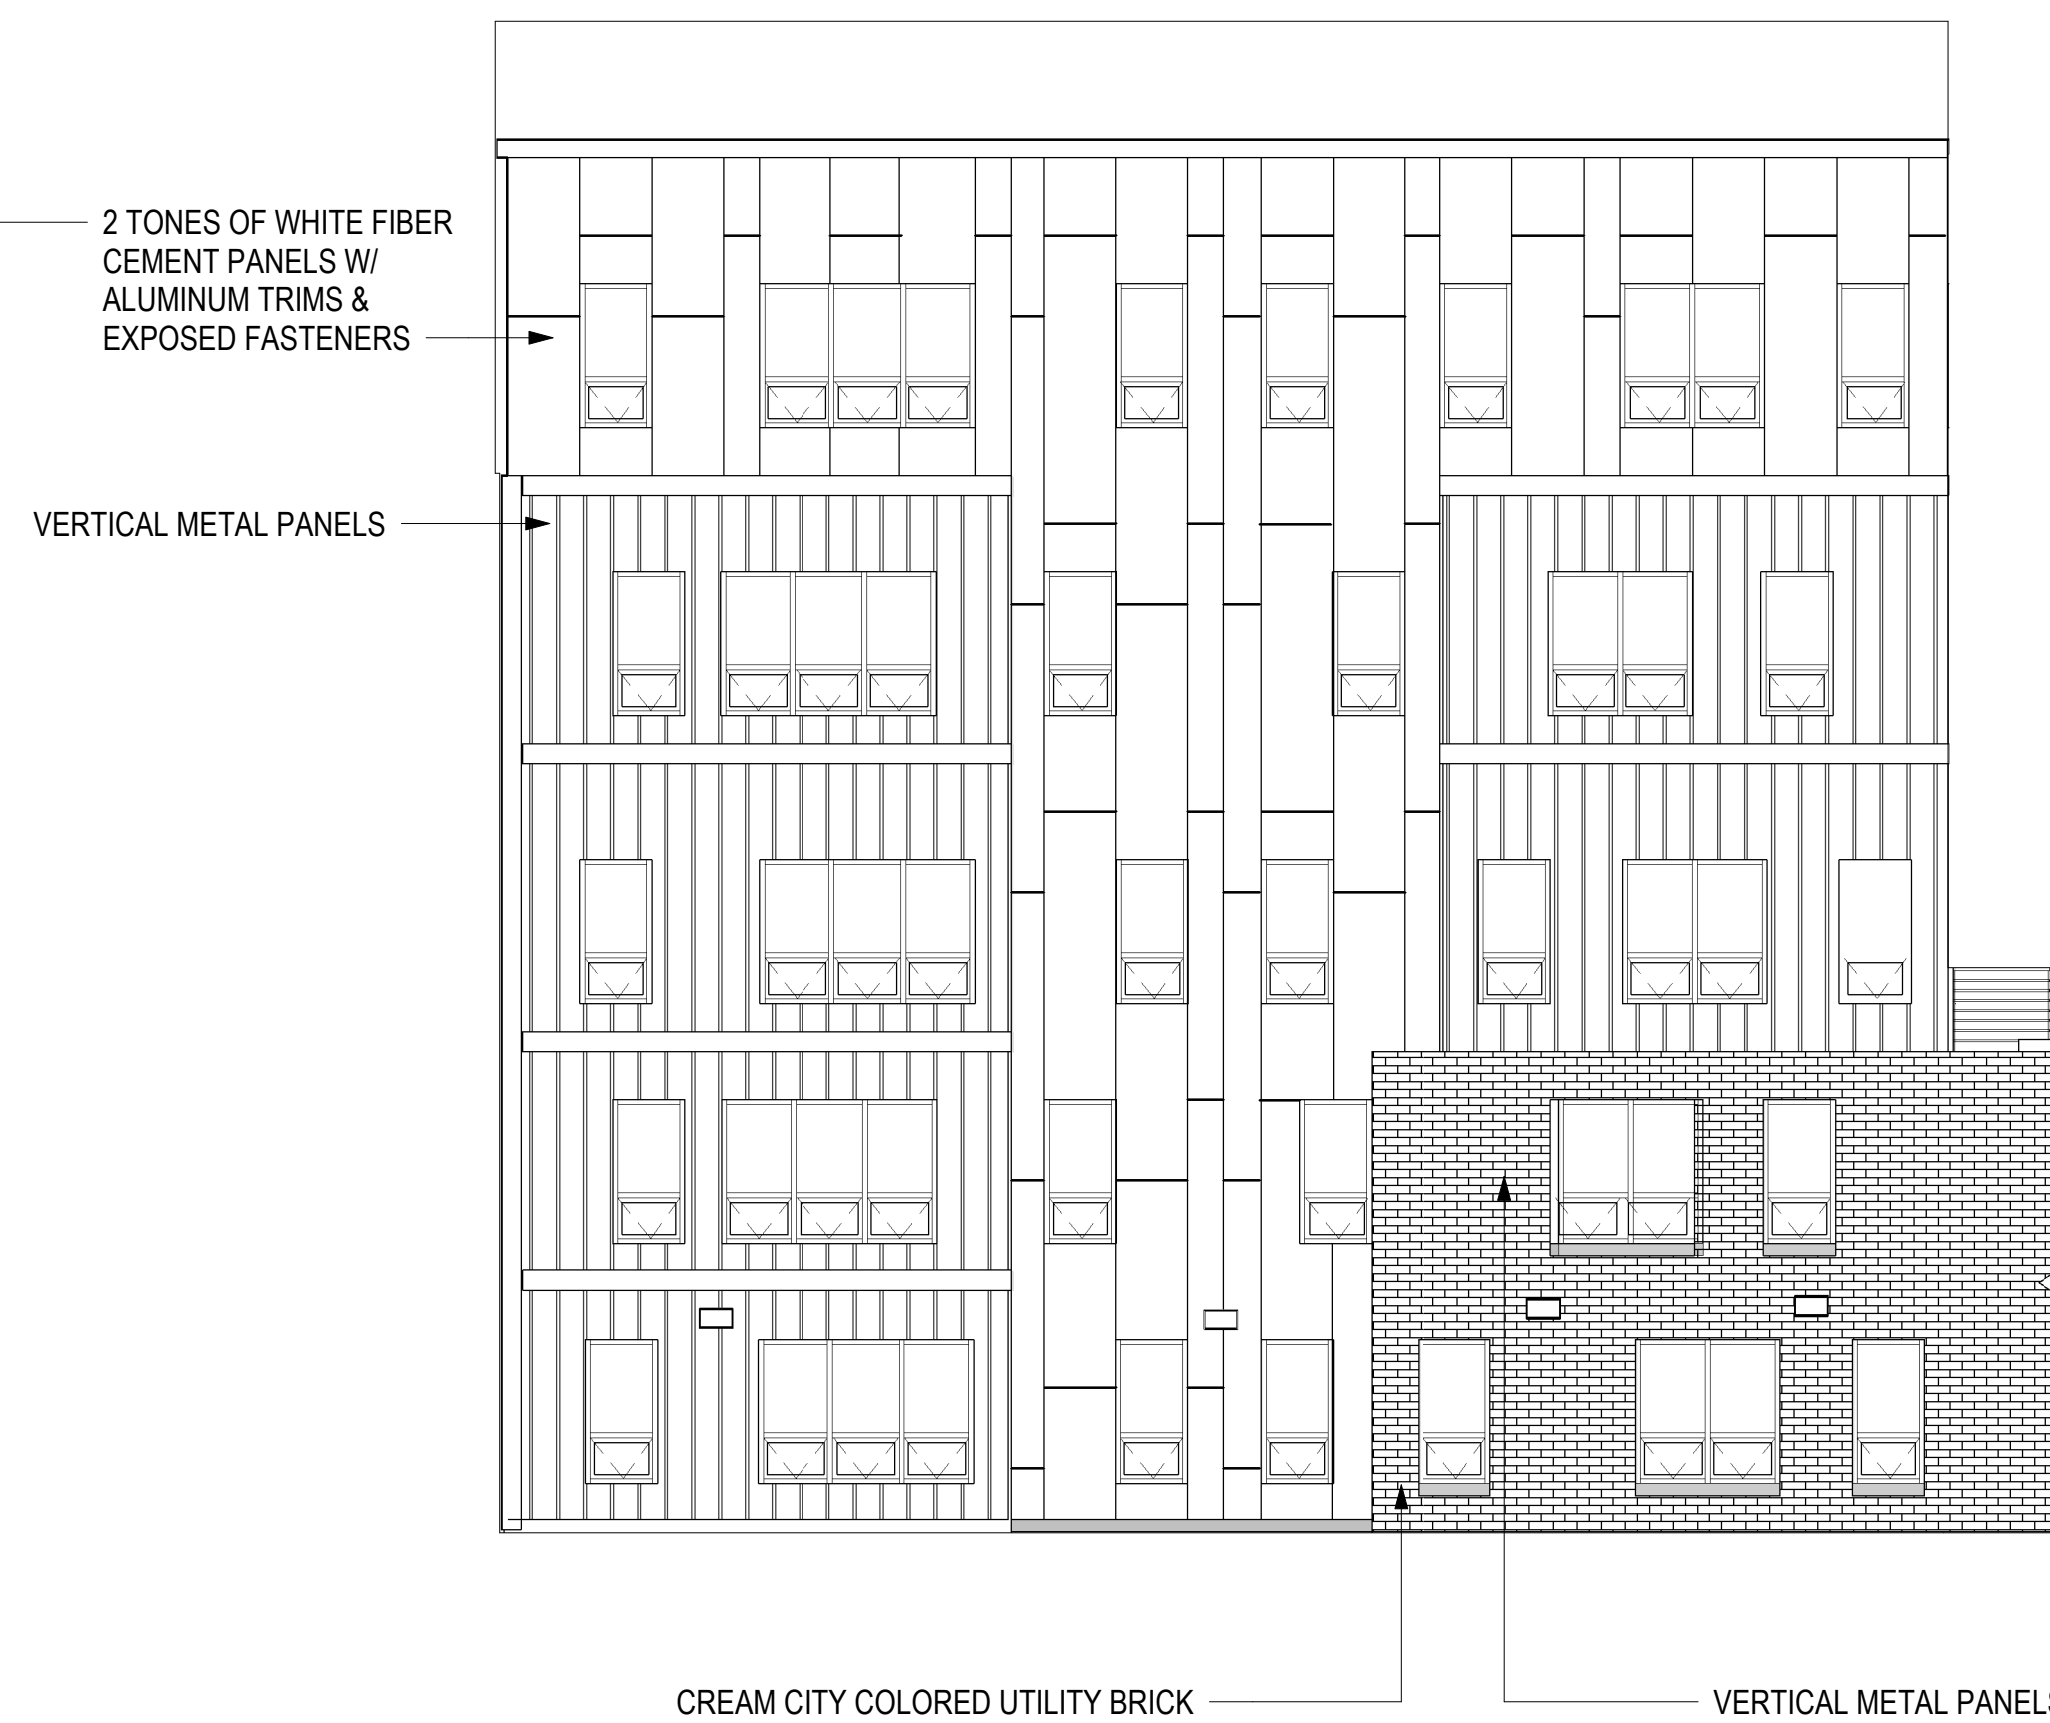 2 TONES OF WHITE FIBER
CEMENT PANELS W/
ALUMINUM TRIMS &
EXPOSED FASTENERS
VERTICAL METAL PANELS
CREAM CITY COLORED UTILITY BRICK
VERTICAL METAL PANELS